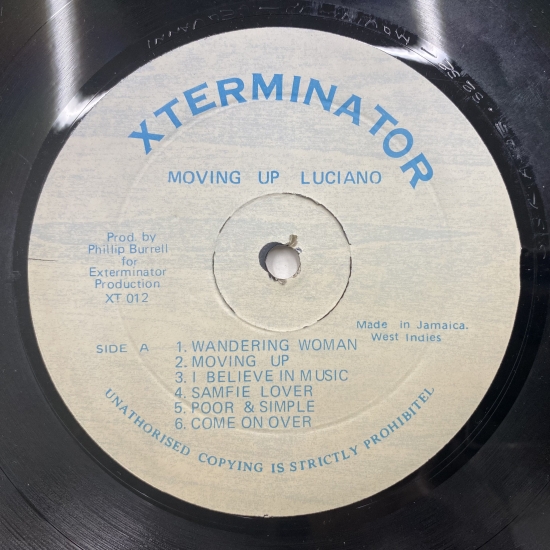 XTERMINATOR
MOVING UP LUCIANO
Prod. by
Phillip Burrell
for
Exterminator
Production
XT 012
Made in Jamaica.
West Indies
SIDE A
1. WANDERING WOMAN
2. MOVING UP
3. I BELIEVE IN MUSIC
4. SAMFIE LOVER
5. POOR & SIMPLE
6. COME ON OVER
UNATHORISED COPYING IS STRICTLY PROHIBITEL